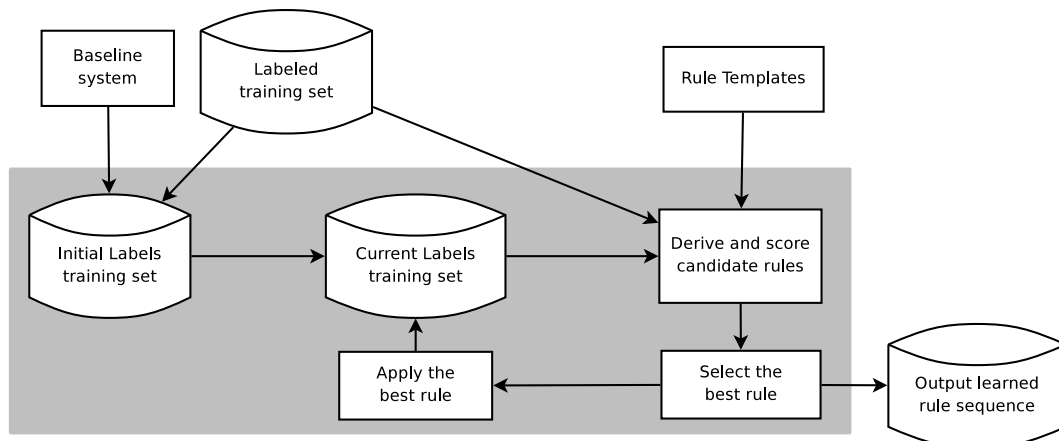 Baseline
system
Labeled
training set
Rule Templates
Initial Labels
training set
Current Labels
training set
Derive and score
candidate rules
Apply the
best rule
Select the
best rule
Output learned
rule sequence